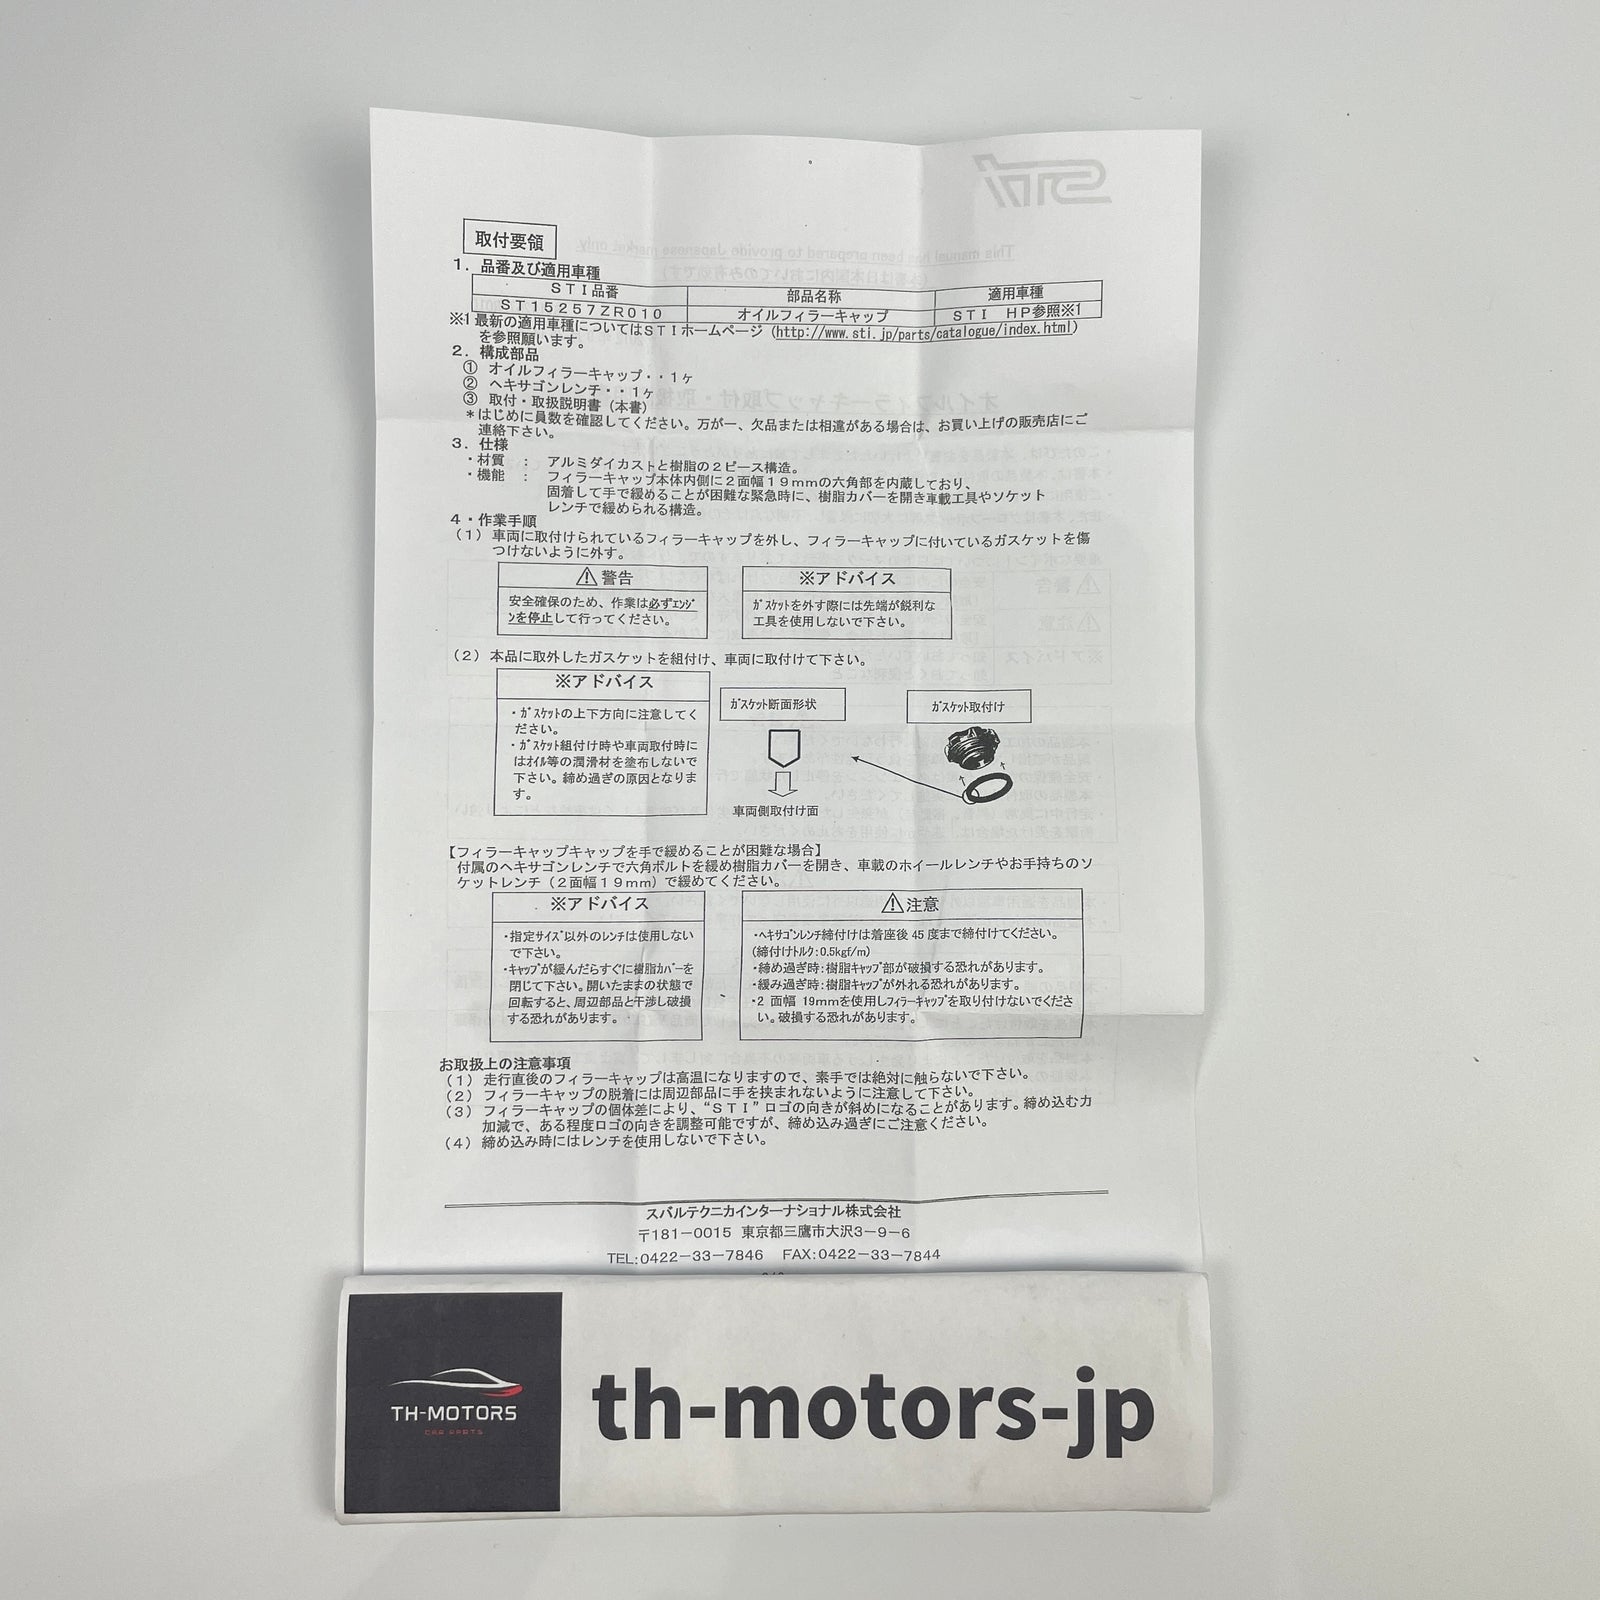 取付要領
1．品番及び適用車種
STI品番 部品名称 適用車種
ST15257ZR010 オイルフィラーキャップ STI HP参照※1
※1 最新の適用車種についてはSTIホームページ（http://www.sti.jp/parts/catalogue/index.html）
を参照願います。
2．構成部品
① オイルフィラーキャップ・・1ヶ
② ヘキサゴンレンチ・・1ヶ
③ 取付・取扱説明書（本書）
＊はじめに員数を確認してください。万が一、欠品または相違がある場合は、お買い上げの販売店にご
連絡下さい。
3．仕様
・材質 ： アルミダイカストと樹脂の2ピース構造。
・機能 ： フィラーキャップ本体内側に2面幅19mmの六角部を内蔵しており、
固着して手で緩めることが困難な緊急時に、樹脂カバーを開き車載工具やソケット
レンチで緩められる構造。
4・作業手順
（1）車両に取付けられているフィラーキャップを外し、フィラーキャップに付いているガスケットを傷
つけないように外す。
⚠警告
安全確保のため、作業は必ずｴﾝｼﾞ
ﾝを停止して行ってください。
※アドバイス
ｶﾞｽｹｯﾄを外す際には先端が鋭利な
工具を使用しないで下さい。
（2）本品に取外したガスケットを組付け、車両に取付けて下さい。
※アドバイス
・ｶﾞｽｹｯﾄの上下方向に注意してく
ださい。
・ｶﾞｽｹｯﾄ組付け時や車両取付時に
はｵｲﾙ等の潤滑材を塗布しないで
下さい。締め過ぎの原因となりま
す。
ｶﾞｽｹｯﾄ断面形状
車両側取付け面
ｶﾞｽｹｯﾄ取付け
【フィラーキャップキャップを手で緩めることが困難な場合】
付属のヘキサゴンレンチで六角ボルトを緩め樹脂カバーを開き、車載のホイールレンチやお手持ちのソ
ケットレンチ（2面幅19mm）で緩めてください。
※アドバイス
・指定ｻｲｽﾞ以外のレンチは使用しない
で下さい。
・ｷｬｯﾌﾟが緩んだらすぐに樹脂ｶﾊﾞｰを
閉じて下さい。開いたままの状態で
回転すると、周辺部品と干渉し破損
する恐れがあります。
⚠注意
・ﾍｷｻｺﾞﾝﾚﾝﾁ締付けは着座後 45 度まで締付けてください。
(締付けﾄﾙｸ:0.5kgf/m)
・締め過ぎ時:樹脂ｷｬｯﾌﾟ部が破損する恐れがあります。
・緩み過ぎ時:樹脂ｷｬｯﾌﾟが外れる恐れがあります。
・2 面幅 19mmを使用しﾌｨﾗｰｷｬｯﾌﾟを取り付けないでくださ
い。破損する恐れがあります。
お取扱上の注意事項
（1）走行直後のフィラーキャップは高温になりますので、素手では絶対に触らないで下さい。
（2）フィラーキャップの脱着には周辺部品に手を挟まれないように注意して下さい。
（3）フィラーキャップの個体差により、“STI”ロゴの向きが斜めになることがあります。締め込む力
加減で、ある程度ロゴの向きを調整可能ですが、締め込み過ぎにご注意ください。
（4）締め込み時にはレンチを使用しないで下さい。
スバルテクニカインターナショナル株式会社
〒181－0015 東京都三鷹市大沢3－9－6
TEL:0422－33－7846 FAX:0422－33－7844
TH-MOTORS
CAR PARTS
th-motors-jp